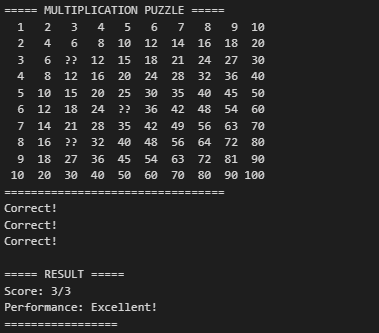 ===== MULTIPLICATION PUZZLE =====
  1   2   3   4   5   6   7   8   9  10
  2   4   6   8  10  12  14  16  18  20
  3   6  ??  12  15  18  21  24  27  30
  4   8  12  16  20  24  28  32  36  40
  5  10  15  20  25  30  35  40  45  50
  6  12  18  24  ??  36  42  48  54  60
  7  14  21  28  35  42  49  56  63  70
  8  16  ??  32  40  48  56  64  72  80
  9  18  27  36  45  54  63  72  81  90
 10  20  30  40  50  60  70  80  90 100
=================================
Correct!
Correct!
Correct!

===== RESULT =====
Score: 3/3
Performance: Excellent!
=================